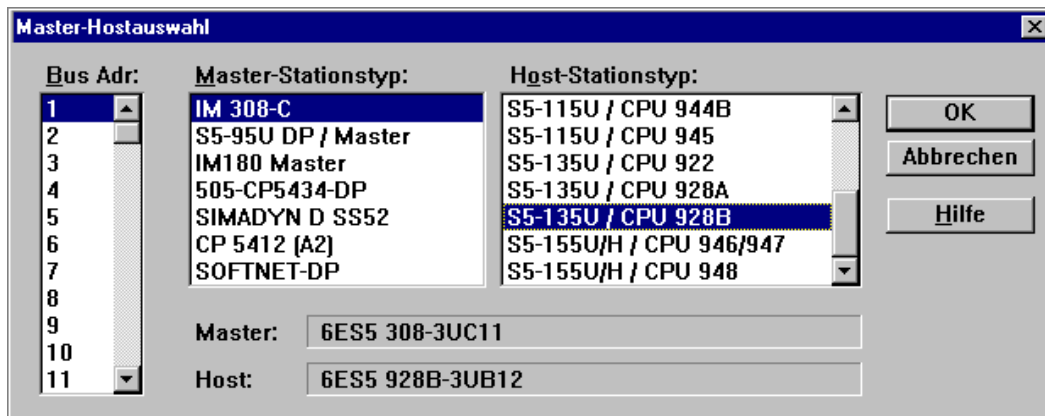 Master-Hostauswahl
Bus Adr:
1
2
3
4
5
6
7
8
9
10
11
Master-Stationstyp:
IM 308-C
S5-95U DP / Master
IM180 Master
505-CP5434-DP
SIMADYN D SS52
CP 5412 (A2)
SOFTNET-DP
Host-Stationstyp:
S5-115U / CPU 944B
S5-115U / CPU 945
S5-135U / CPU 922
S5-135U / CPU 928A
S5-135U / CPU 928B
S5-155U/H / CPU 946/947
S5-155U/H / CPU 948
OK
Abbrechen
Hilfe
Master: 6ES5 308-3UC11
Host: 6ES5 928B-3UB12